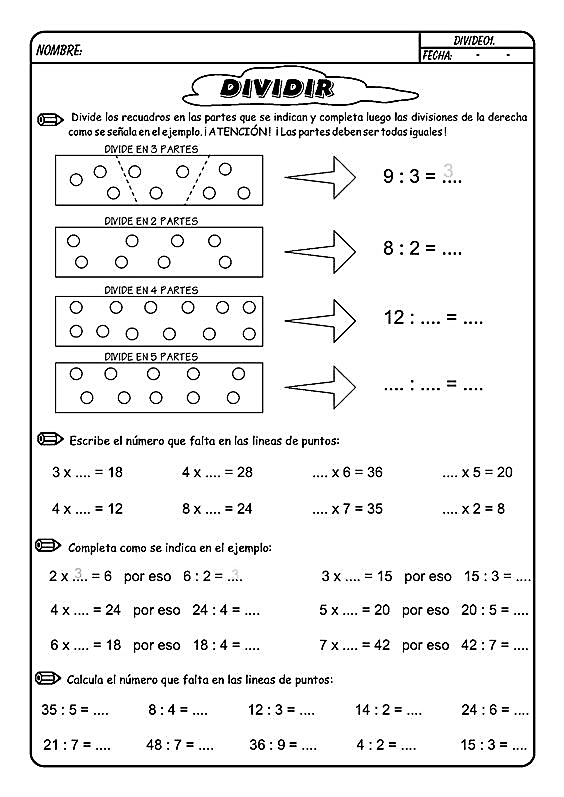 NOMBRE:
DIVIDE01.
FECHA: - -
DIVIDIR
Divide los recuadros en las partes que se indican y completa luego las divisiones de la derecha
como se señala en el ejemplo. ¡ATENCIÓN! ¡Las partes deben ser todas iguales!
DIVIDE EN 3 PARTES
9 : 3 = .... 3
DIVIDE EN 2 PARTES
8 : 2 = ....
DIVIDE EN 4 PARTES
12 : .... = ....
DIVIDE EN 5 PARTES
.... : .... = ....
Escribe el número que falta en las lineas de puntos:
3 x .... = 18 4 x .... = 28 .... x 6 = 36 .... x 5 = 20
4 x .... = 12 8 x .... = 24 .... x 7 = 35 .... x 2 = 8
Completa como se indica en el ejemplo:
2 x .3.. = 6 por eso 6 : 2 = .3.. 3 x .... = 15 por eso 15 : 3 = ....
4 x .... = 24 por eso 24 : 4 = .... 5 x .... = 20 por eso 20 : 5 = ....
6 x .... = 18 por eso 18 : 4 = .... 7 x .... = 42 por eso 42 : 7 = ....
Calcula el número que falta en las lineas de puntos:
35 : 5 = .... 8 : 4 = .... 12 : 3 = .... 14 : 2 = .... 24 : 6 = ....
21 : 7 = .... 48 : 7 = .... 36 : 9 = .... 4 : 2 = .... 15 : 3 = ....